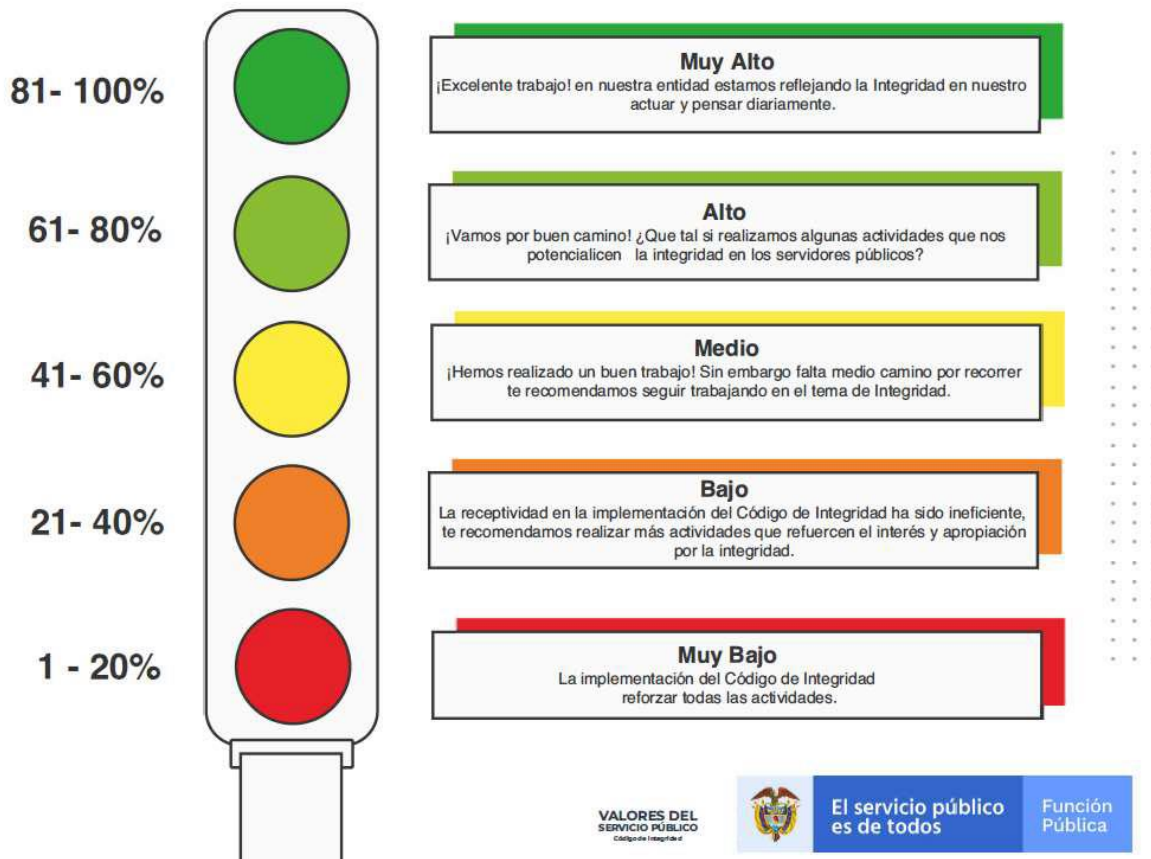 81- 100%
Muy Alto
¡Excelente trabajo! en nuestra entidad estamos reflejando la Integridad en nuestro
actuar y pensar diariamente.
61- 80%
Alto
¡Vamos por buen camino! ¿Que tal si realizamos algunas actividades que nos
potencialicen la integridad en los servidores públicos?
41- 60%
Medio
¡Hemos realizado un buen trabajo! Sin embargo falta medio camino por recorrer
te recomendamos seguir trabajando en el tema de Integridad.
21- 40%
Bajo
La receptividad en la implementación del Código de Integridad ha sido ineficiente,
te recomendamos realizar más actividades que refuercen el interés y apropiación
por la integridad.
1 - 20%
Muy Bajo
La implementación del Código de Integridad
reforzar todas las actividades.
VALORES DEL
SERVICIO PÚBLICO
Código de Integridad
El servicio público
es de todos
Función
Pública